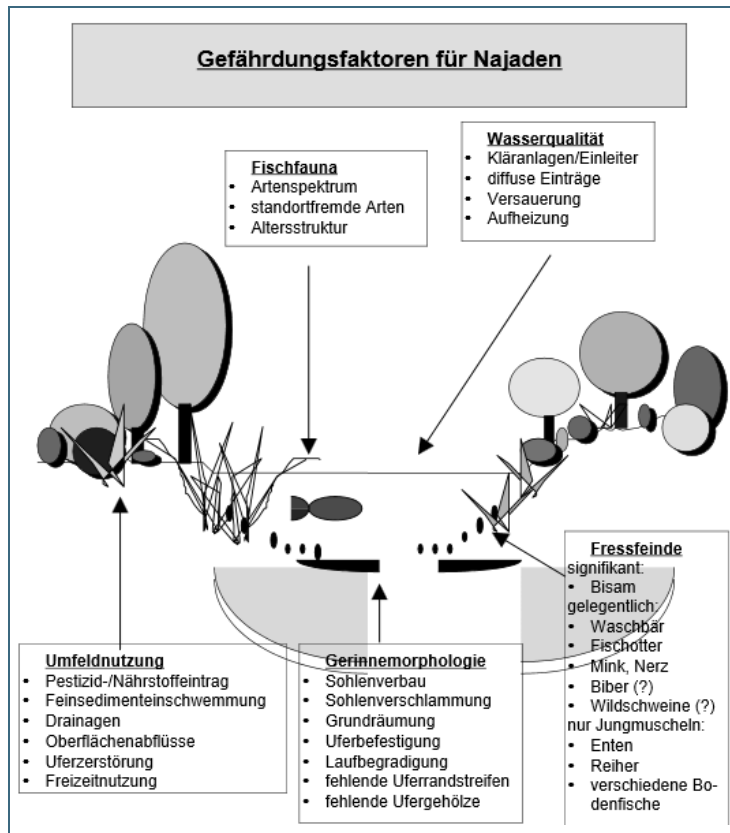 Gefährdungsfaktoren für Najaden
Fischfauna
• Artenspektrum
• standortfremde Arten
• Altersstruktur
Wasserqualität
• Kläranlagen/Einleiter
• diffuse Einträge
• Versauerung
• Aufheizung
Umfeldnutzung
• Pestizid-/Nährstoffeintrag
• Feinsedimenteinschwemmung
• Drainagen
• Oberflächenabflüsse
• Uferzerstörung
• Freizeitnutzung
Gerinnemorphologie
• Sohlenverbau
• Sohlenverschlammung
• Grundräumung
• Uferbefestigung
• Laufbegradigung
• fehlende Uferrandstreifen
• fehlende Ufergehölze
Fressfeinde
signifikant:
• Bisam
gelegentlich:
• Waschbär
• Fischotter
• Mink, Nerz
• Biber (?)
• Wildschweine (?)
nur Jungmuscheln:
• Enten
• Reiher
• verschiedene Bo-
denfische